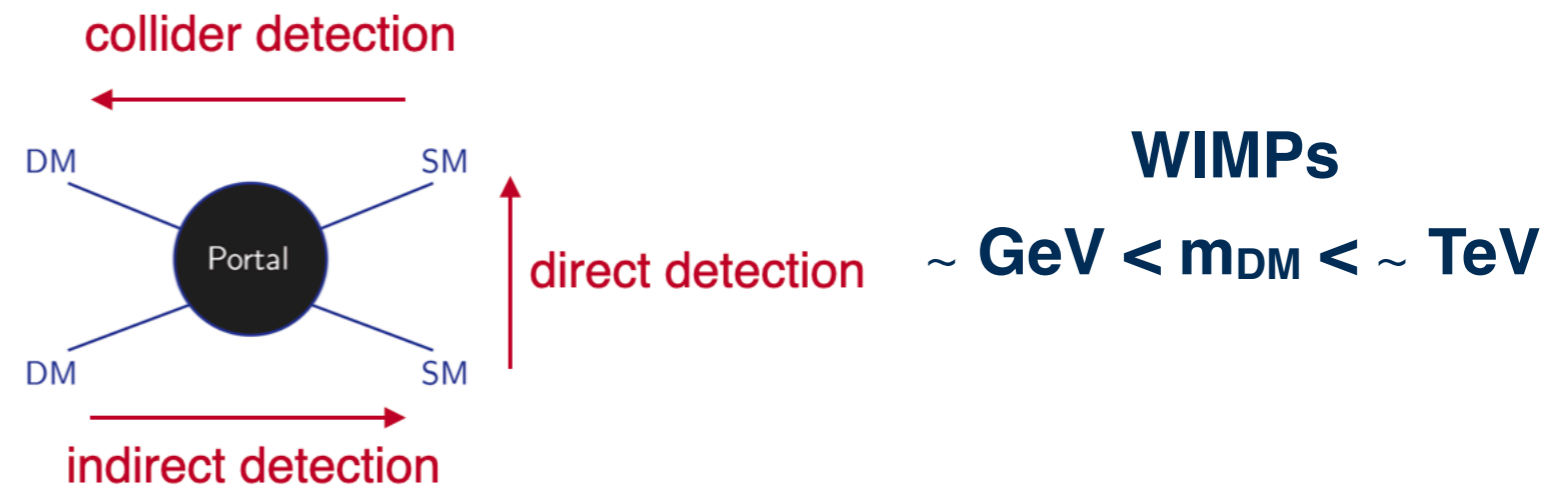 collider detection
DM
SM
Portal
direct detection
DM
SM
indirect detection
WIMPs
~ GeV < mDM < ~ TeV